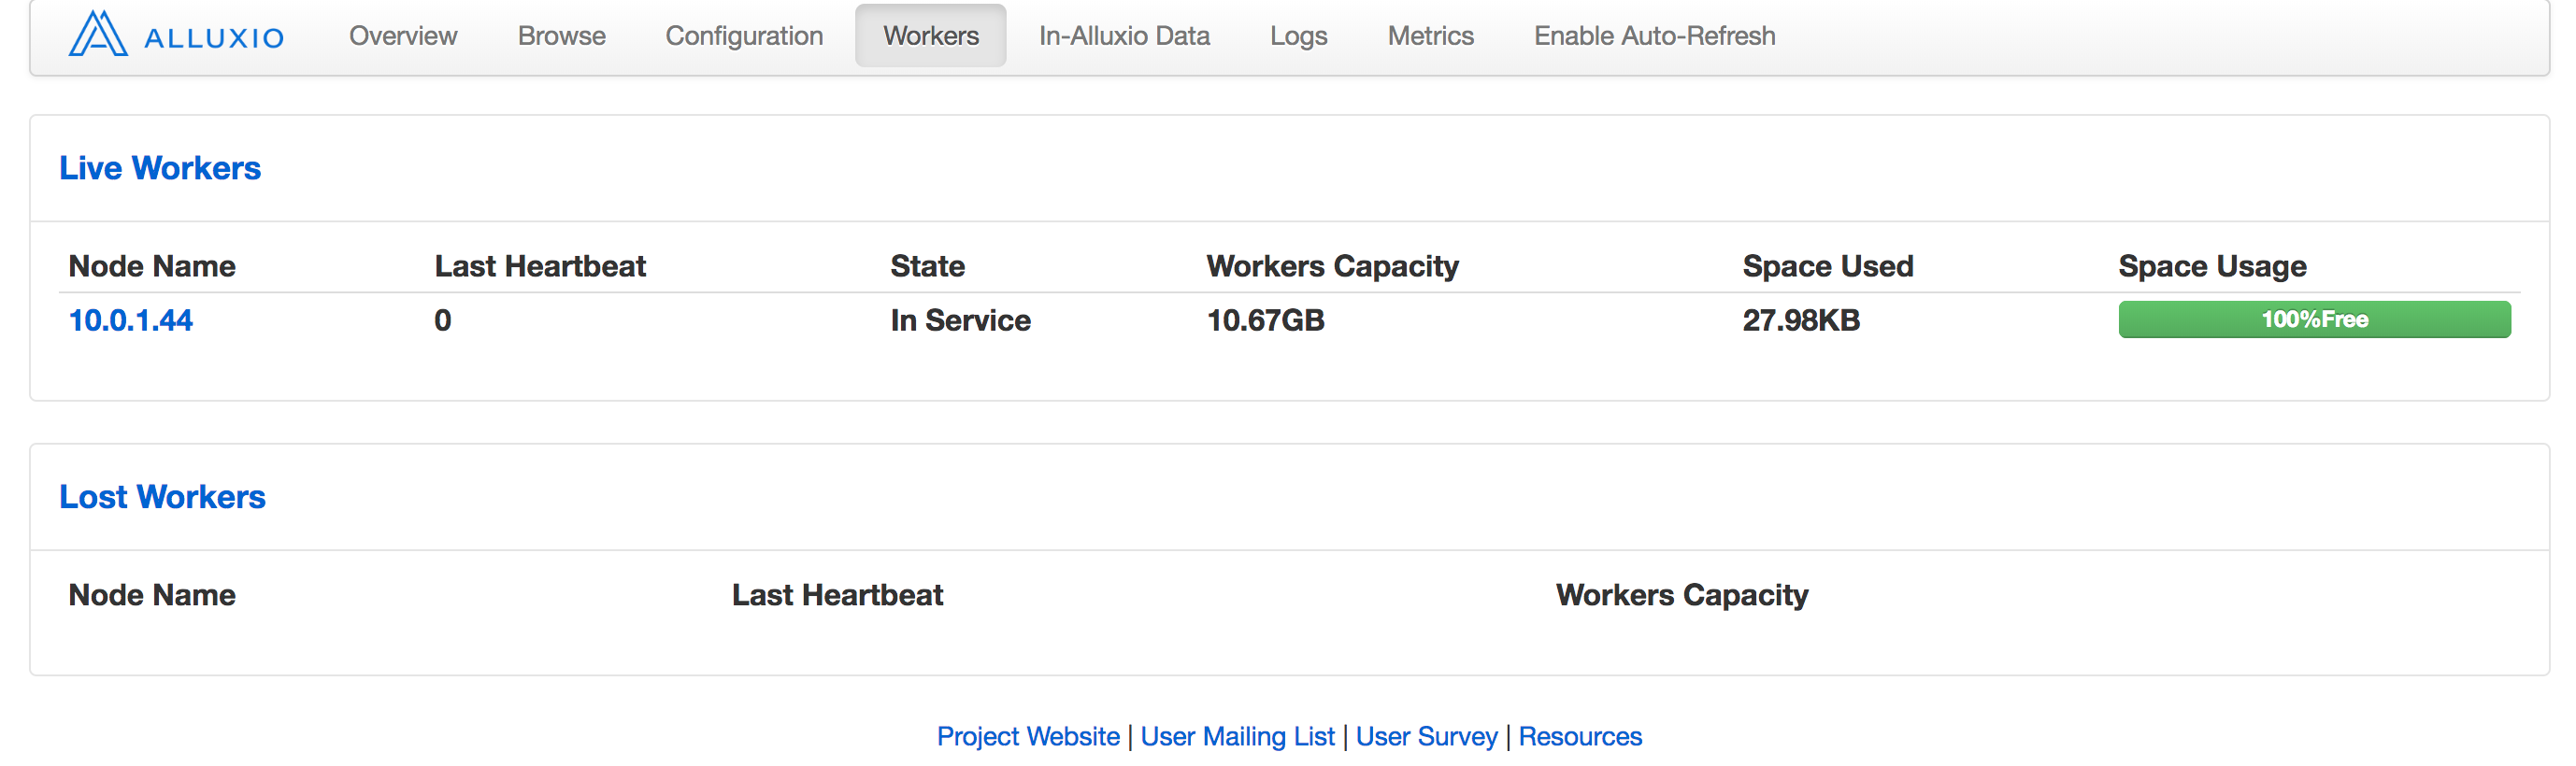 ALLUXIO Overview Browse Configuration Workers In-Alluxio Data Logs Metrics Enable Auto-Refresh
Live Workers
Node Name Last Heartbeat State Workers Capacity Space Used Space Usage
10.0.1.44 0 In Service 10.67GB 27.98KB 100%Free
Lost Workers
Node Name Last Heartbeat Workers Capacity
Project Website | User Mailing List | User Survey | Resources